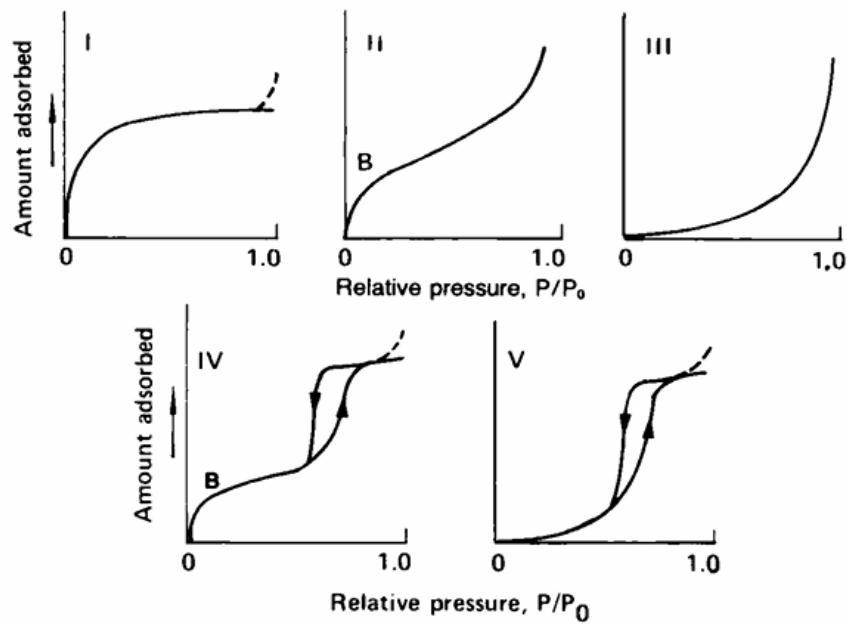 I
II
III
Amount adsorbed
B
0
1.0
0
1.0
0
1.0
Relative pressure, P/P₀
IV
V
Amount adsorbed
B
0
1.0
0
1.0
Relative pressure, P/P₀